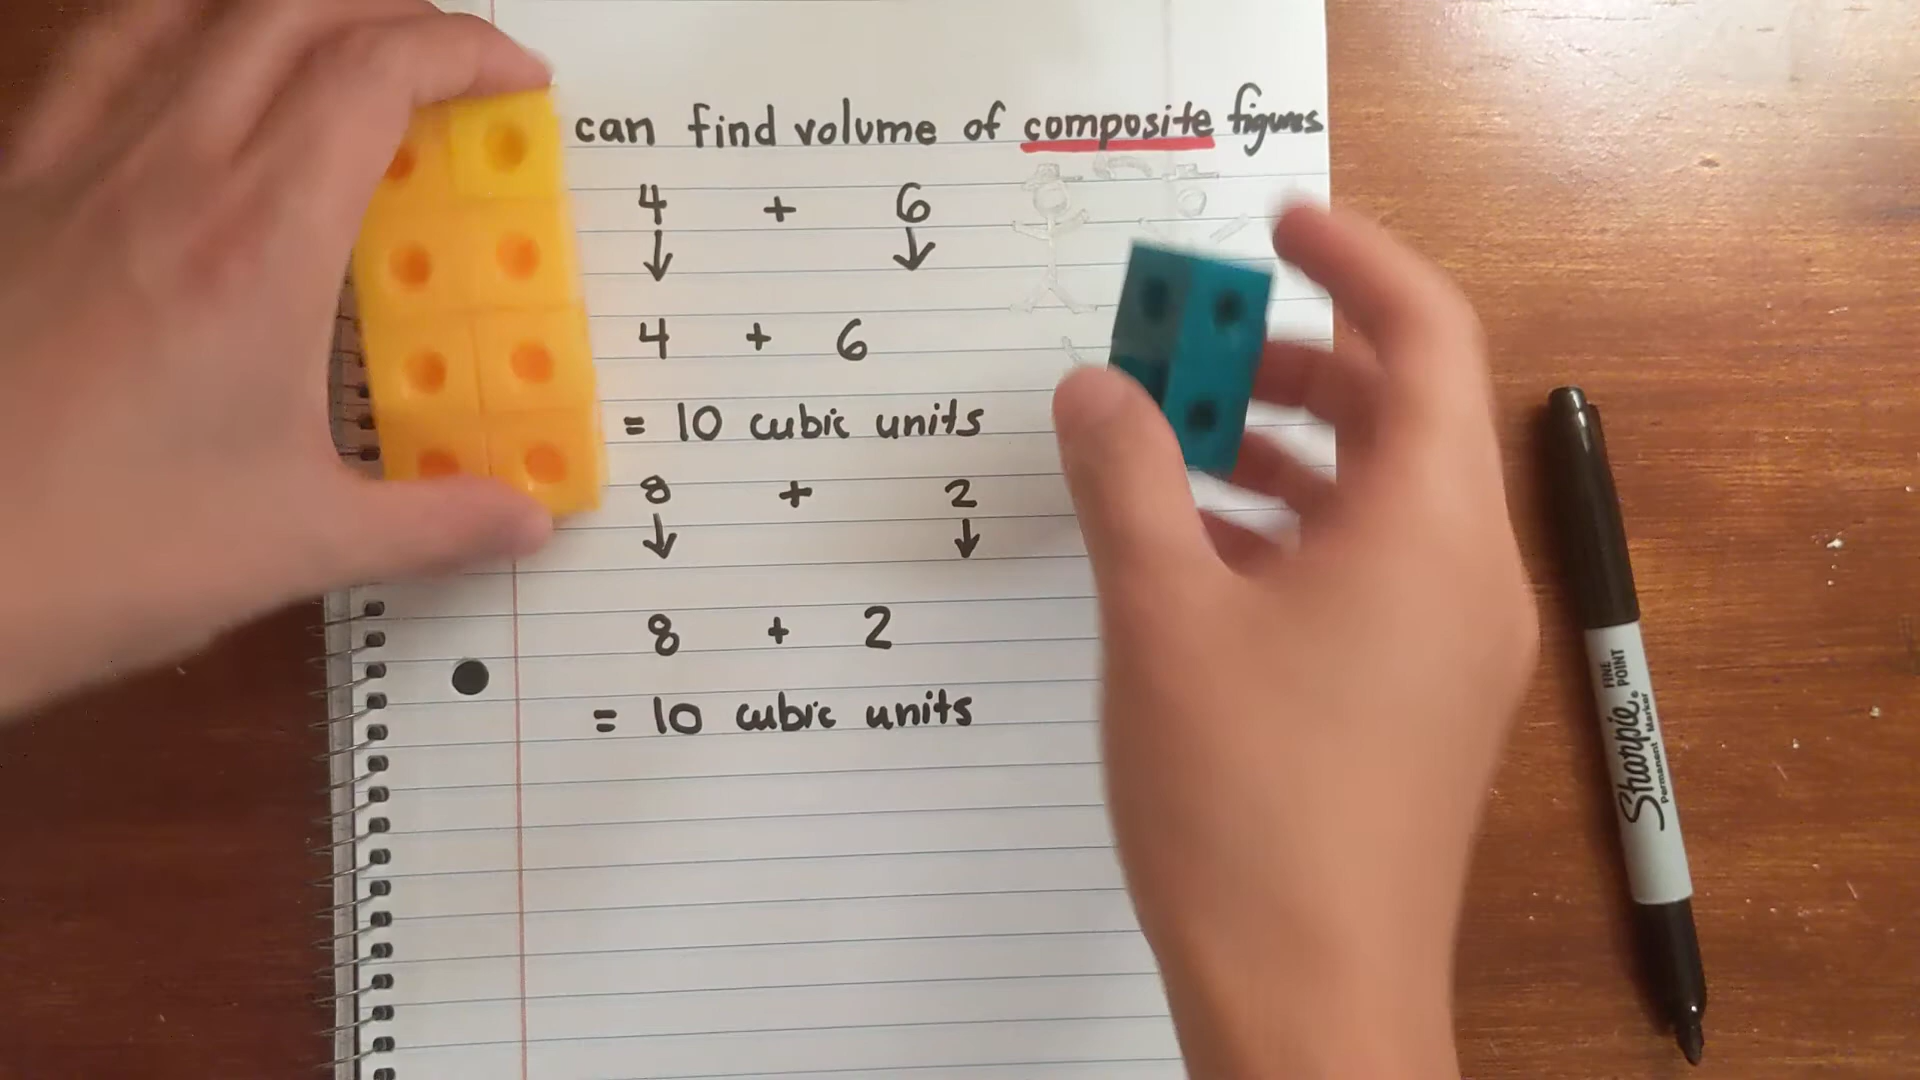 can find volume of composite figures
4 + 6
↓ ↓
4 + 6
= 10 cubic units
8 + 2
↓ ↓
8 + 2
= 10 cubic units
Sharpie®
Permanent Marker
FINE
POINT